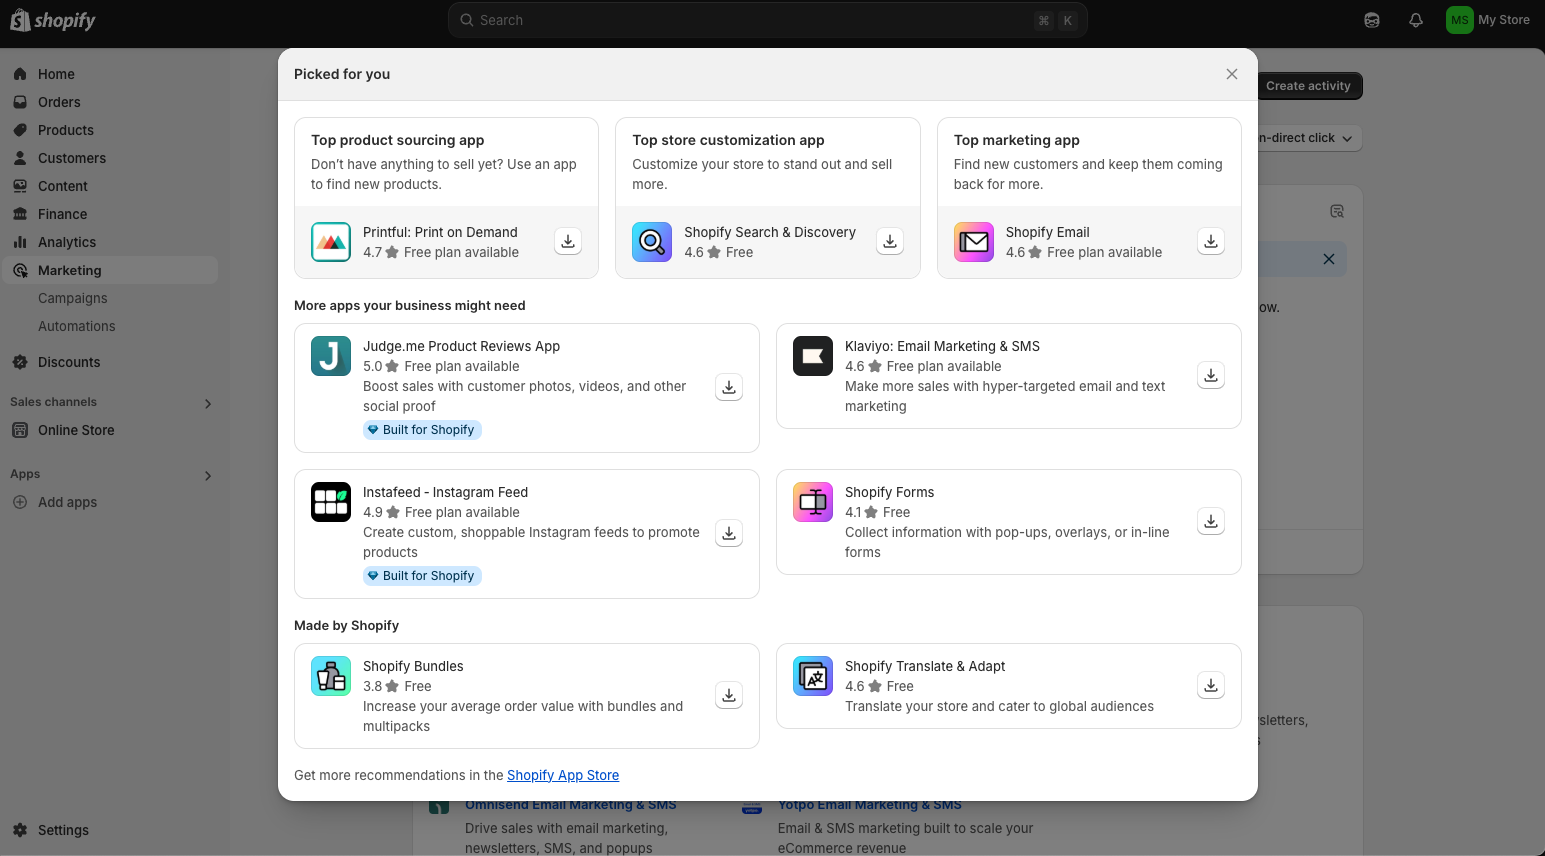 shopify
Search
⌘ K
MS My Store
Home
Orders
Products
Customers
Content
Finance
Analytics
Marketing
Campaigns
Automations
Discounts
Sales channels
Online Store
Apps
Add apps
Settings
Create activity
n-direct click
ow.
sletters,
Picked for you
Top product sourcing app
Don't have anything to sell yet? Use an app
to find new products.
Printful: Print on Demand
4.7 Free plan available
Top store customization app
Customize your store to stand out and sell
more.
Shopify Search & Discovery
4.6 Free
Top marketing app
Find new customers and keep them coming
back for more.
Shopify Email
4.6 Free plan available
More apps your business might need
Judge.me Product Reviews App
5.0 Free plan available
Boost sales with customer photos, videos, and other
social proof
Built for Shopify
Klaviyo: Email Marketing & SMS
4.6 Free plan available
Make more sales with hyper-targeted email and text
marketing
Instafeed - Instagram Feed
4.9 Free plan available
Create custom, shoppable Instagram feeds to promote
products
Built for Shopify
Shopify Forms
4.1 Free
Collect information with pop-ups, overlays, or in-line
forms
Made by Shopify
Shopify Bundles
3.8 Free
Increase your average order value with bundles and
multipacks
Shopify Translate & Adapt
4.6 Free
Translate your store and cater to global audiences
Get more recommendations in the Shopify App Store
Omnisend Email Marketing & SMS
Drive sales with email marketing,
newsletters, SMS, and popups
Yotpo Email Marketing & SMS
Email & SMS marketing built to scale your
eCommerce revenue